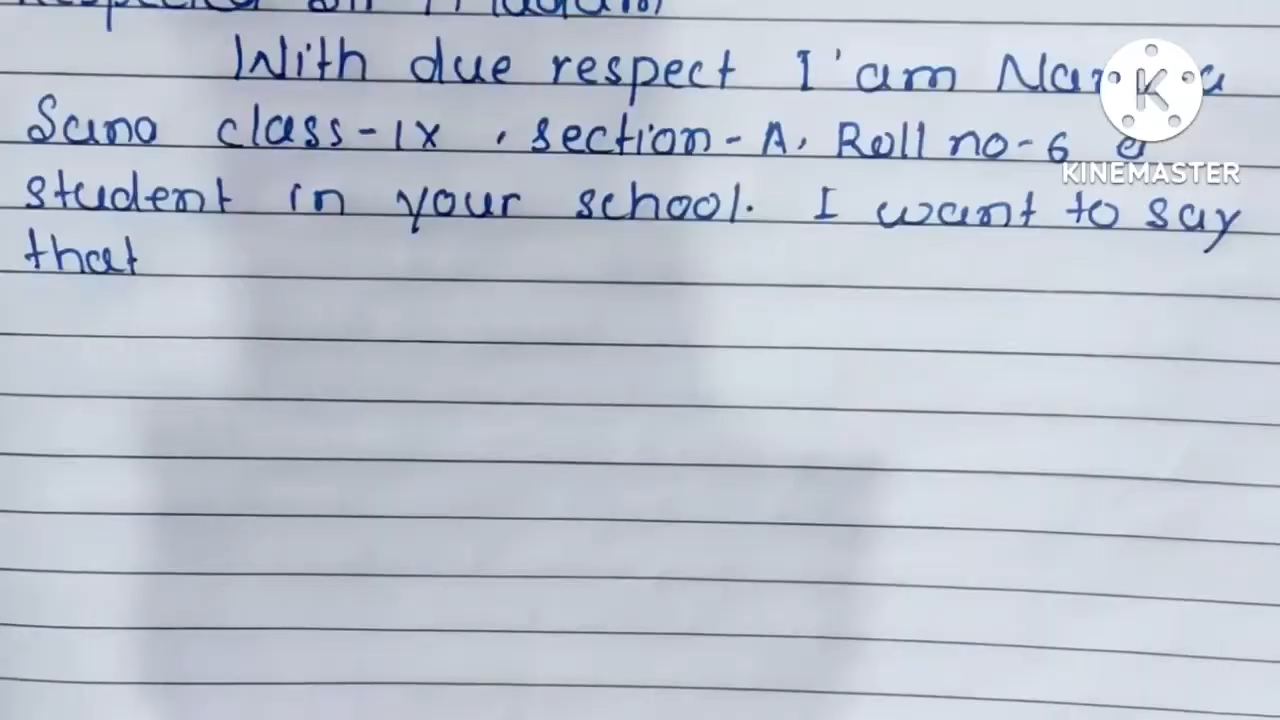 With due respect I'am
Sano class-IX, section-A, Roll no-6 a
KINEMASTER
student in your school. I want to say
that